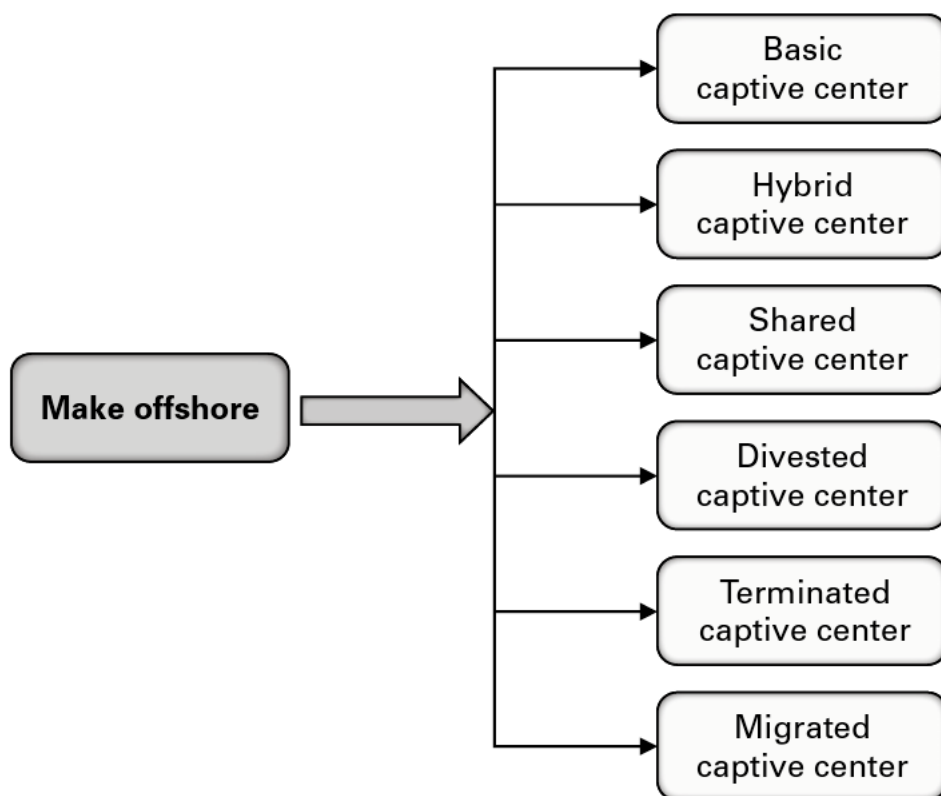 Basic
captive center
Hybrid
captive center
Shared
captive center
Make offshore
Divested
captive center
Terminated
captive center
Migrated
captive center